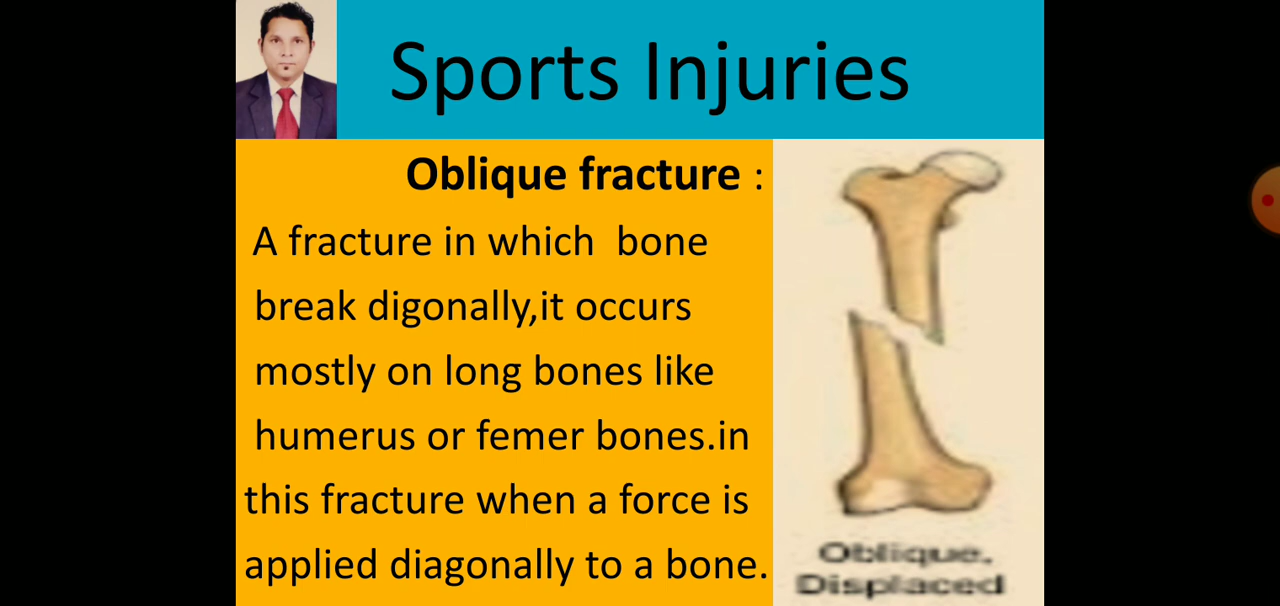 Sports Injuries
Oblique fracture :
A fracture in which bone
break digonally,it occurs
mostly on long bones like
humerus or femer bones.in
this fracture when a force is
applied diagonally to a bone.
Oblique.
Displaced